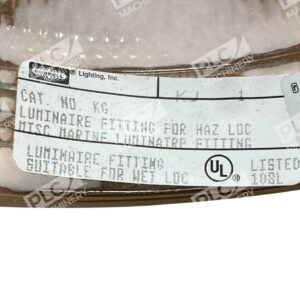 Lighting, Inc.
CAT. NO. KG
LUMINAIRE FITTING FOR HAZ LOC
MISC MARINE LUMINAIRE FITTING
LUMINAIRE FITTING
SUITABLE FOR WET LOC
UL
LISTED
108L
PLC
MACHINERY